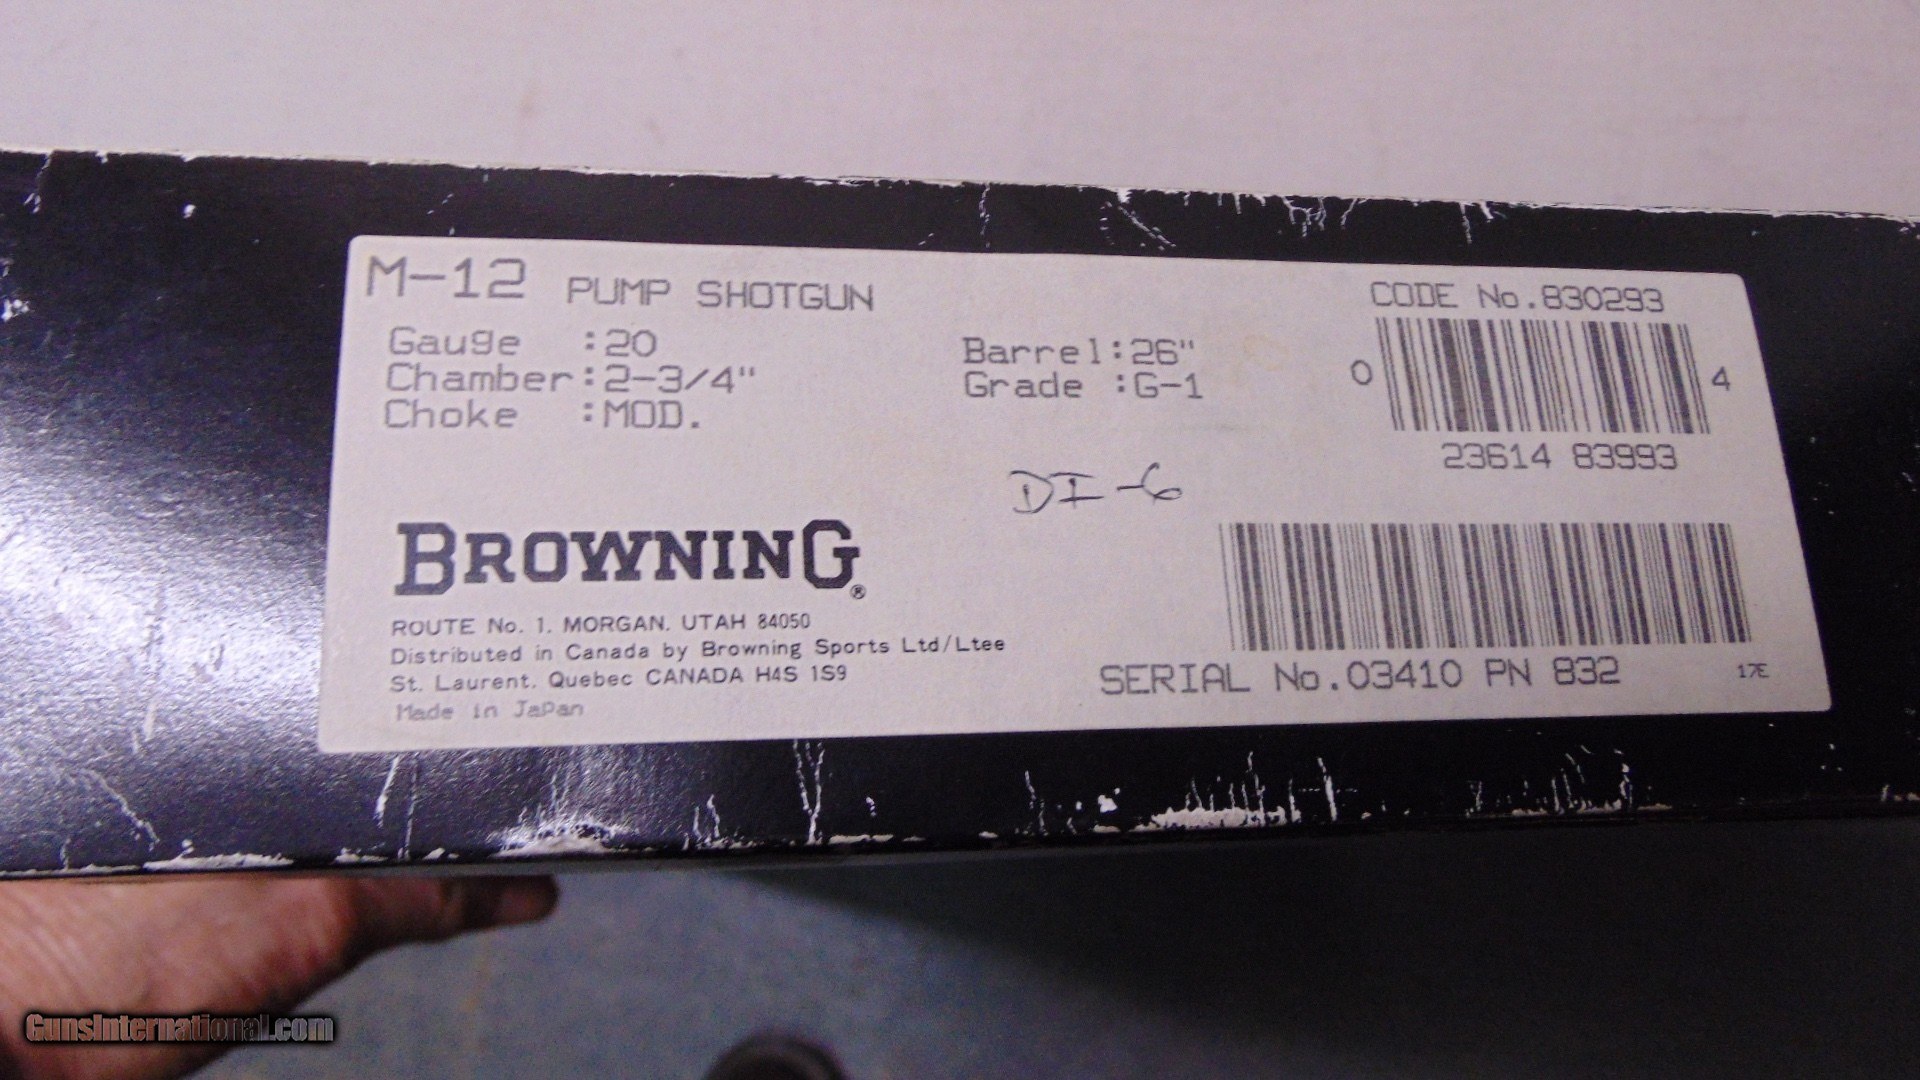 M-12 PUMP SHOTGUN
Gauge :20
Chamber:2-3/4"
Choke :MOD.
Barrel:26"
Grade :G-1
CODE No.830293
0 4
23614 83993
DI-6
BROWNING®
ROUTE No. 1, MORGAN, UTAH 84050
Distributed in Canada by Browning Sports Ltd/Ltee
St. Laurent, Quebec CANADA H4S 1S9
Made in Japan
SERIAL No.03410 PN 832
17E
GunsInternational.com